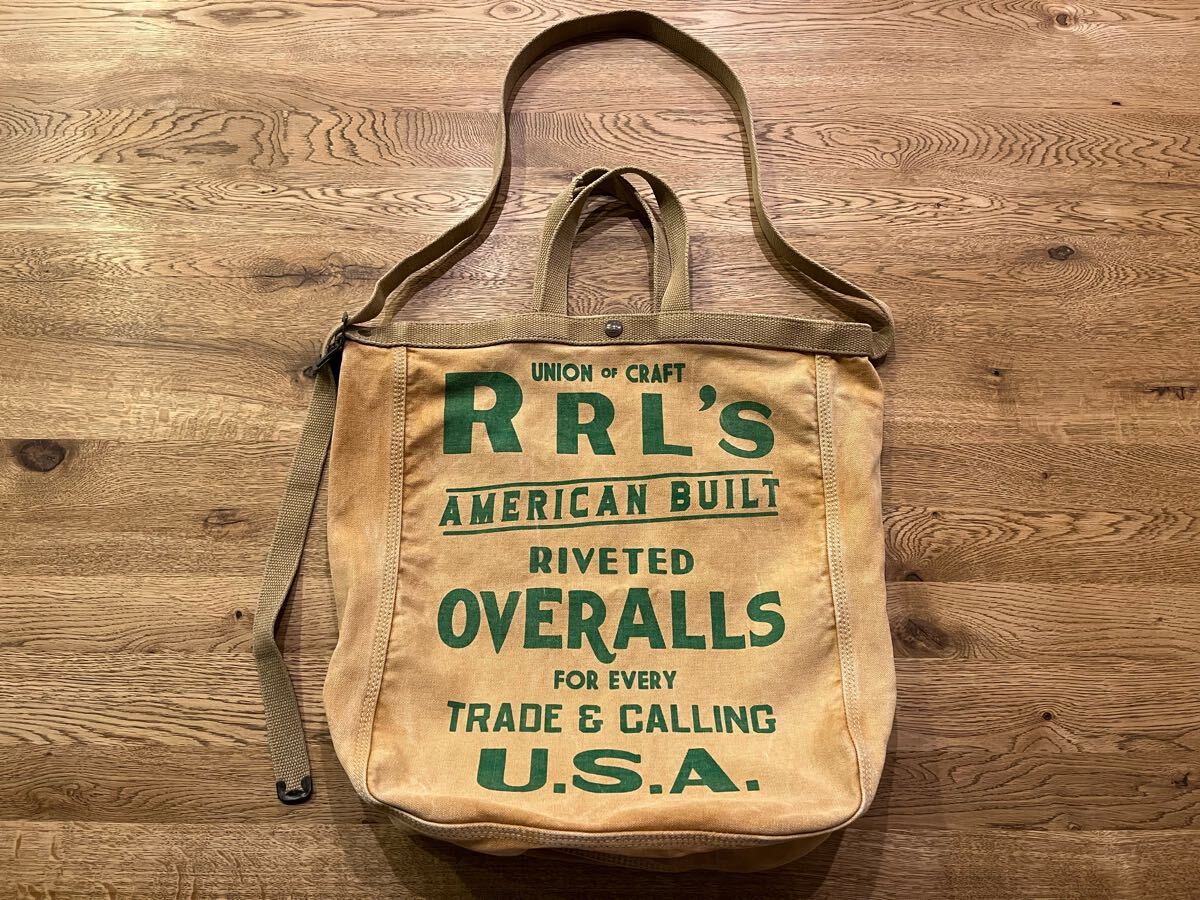 UNION OF CRAFT
RRL'S
AMERICAN BUILT
RIVETED
OVERALLS
FOR EVERY
TRADE & CALLING
U.S.A.